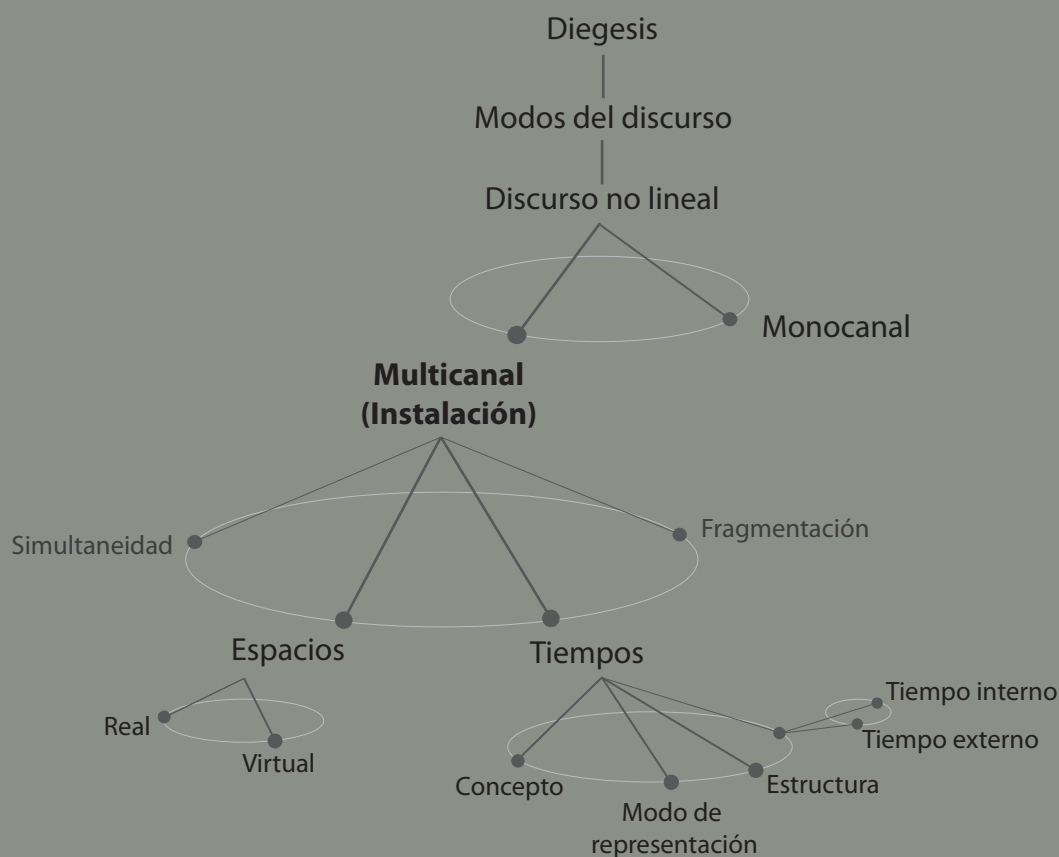 Diegesis
Modos del discurso
Discurso no lineal
Monocanal
Multicanal
(Instalación)
Simultaneidad
Fragmentación
Espacios
Tiempos
Real
Virtual
Tiempo interno
Tiempo externo
Concepto
Estructura
Modo de
representación